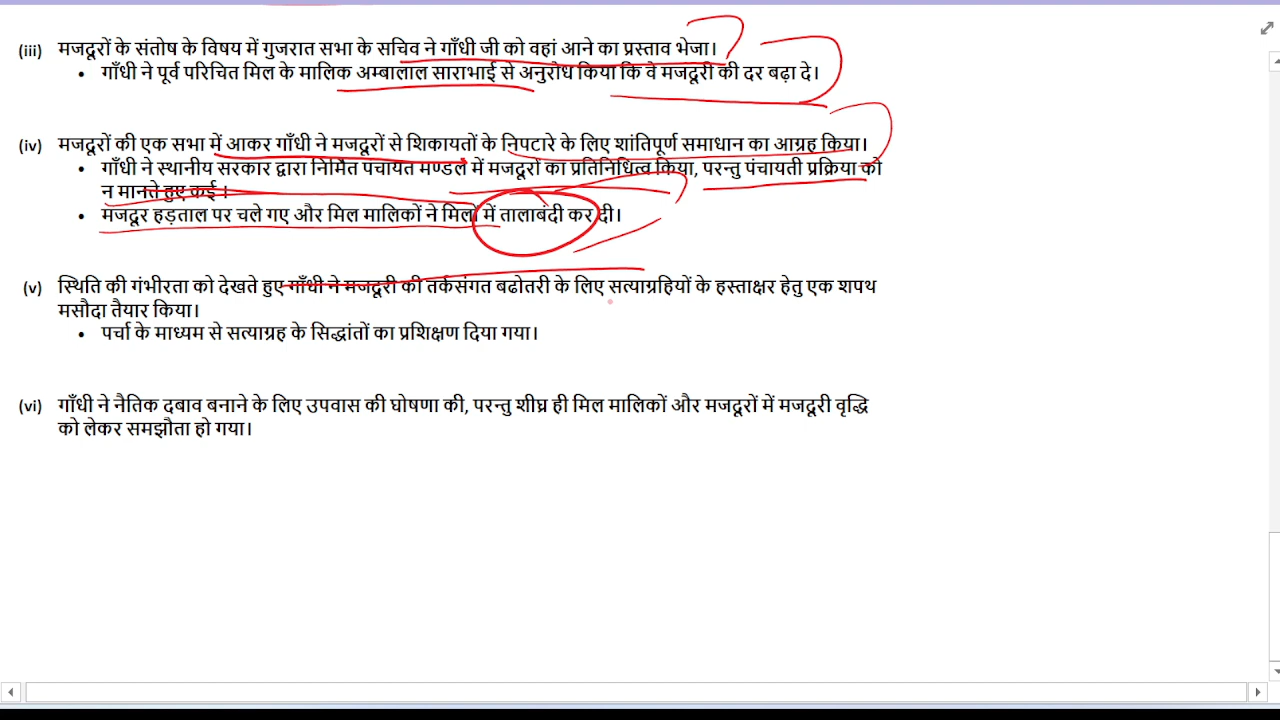 (iii) मजदूरों के संतोष के विषय में गुजरात सभा के सचिव ने गाँधी जी को वहां आने का प्रस्ताव भेजा।
• गाँधी ने पूर्व परिचित मिल के मालिक अम्बालाल साराभाई से अनुरोध किया कि वे मजदूरी की दर बढ़ा दे।
(iv) मजदूरों की एक सभा में आकर गाँधी ने मजदूरों से शिकायतों के निपटारे के लिए शांतिपूर्ण समाधान का आग्रह किया।
• गाँधी ने स्थानीय सरकार द्वारा निर्मित पंचायत मण्डल में मजदूरों का प्रतिनिधित्व किया, परन्तु पंचायती प्रक्रिया को
न मानते हुए कई ।
• मजदूर हड़ताल पर चले गए और मिल मालिकों ने मिलों में तालाबंदी कर दी।
(v) स्थिति की गंभीरता को देखते हुए गाँधी ने मजदूरी की तर्कसंगत बढोतरी के लिए सत्याग्रहियों के हस्ताक्षर हेतु एक शपथ
मसौदा तैयार किया।
• पर्चा के माध्यम से सत्याग्रह के सिद्धांतों का प्रशिक्षण दिया गया।
(vi) गाँधी ने नैतिक दबाव बनाने के लिए उपवास की घोषणा की, परन्तु शीघ्र ही मिल मालिकों और मजदूरों में मजदूरी वृद्धि
को लेकर समझौता हो गया।